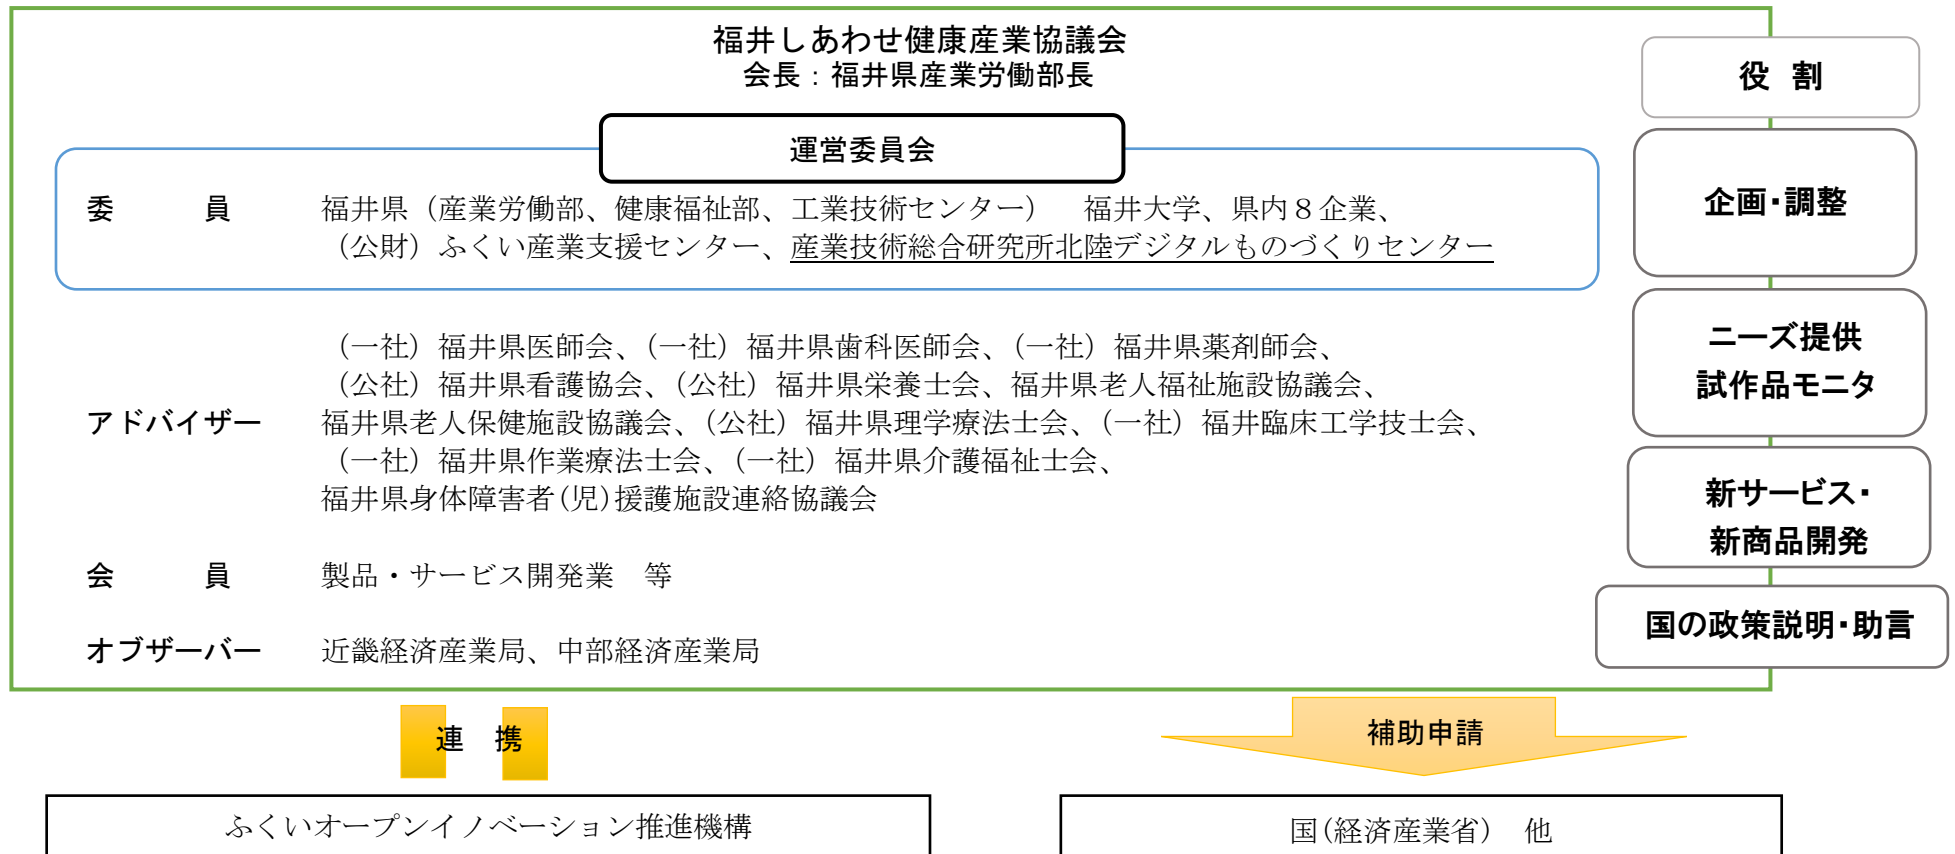 福井しあわせ健康産業協議会
会長：福井県産業労働部長
役 割
運営委員会
委 員 福井県（産業労働部、健康福祉部、工業技術センター） 福井大学、県内８企業、
（公財）ふくい産業支援センター、産業技術総合研究所北陸デジタルものづくりセンター
企画・調整
（一社）福井県医師会、（一社）福井県歯科医師会、（一社）福井県薬剤師会、
（公社）福井県看護協会、（公社）福井県栄養士会、福井県老人福祉施設協議会、
アドバイザー 福井県老人保健施設協議会、（公社）福井県理学療法士会、（一社）福井臨床工学技士会、
（一社）福井県作業療法士会、（一社）福井県介護福祉士会、
福井県身体障害者(児)援護施設連絡協議会
ニーズ提供
試作品モニタ
会 員 製品・サービス開発業 等
新サービス・
新商品開発
オブザーバー 近畿経済産業局、中部経済産業局
国の政策説明・助言
連 携
補助申請
ふくいオープンイノベーション推進機構
国(経済産業省) 他